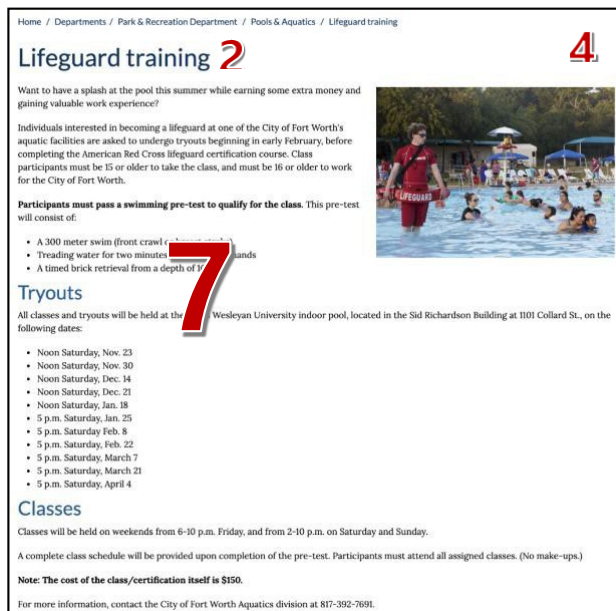 Home / Departments / Park & Recreation Department / Pools & Aquatics / Lifeguard training
Lifeguard training 2
4
Want to have a splash at the pool this summer while earning some extra money and
gaining valuable work experience?
Individuals interested in becoming a lifeguard at one of the City of Fort Worth's
aquatic facilities are asked to undergo tryouts beginning in early February, before
completing the American Red Cross lifeguard certification course. Class
participants must be 15 or older to take the class, and must be 16 or older to work
for the City of Fort Worth.
LIFEGUARD
Participants must pass a swimming pre-test to qualify for the class. This pre-test
will consist of:
• A 300 meter swim (front crawl
• Treading water for two minutes
• A timed brick retrieval from a depth of
7
Tryouts
All classes and tryouts will be held at the Wesleyan University indoor pool, located in the Sid Richardson Building at 1101 Collard St., on the
following dates:
• Noon Saturday, Nov. 23
• Noon Saturday, Nov. 30
• Noon Saturday, Dec. 14
• Noon Saturday, Dec. 21
• Noon Saturday, Jan. 18
• 5 p.m. Saturday, Jan. 25
• 5 p.m. Saturday Feb. 8
• 5 p.m. Saturday, Feb. 22
• 5 p.m. Saturday, March 7
• 5 p.m. Saturday, March 21
• 5 p.m. Saturday, April 4
Classes
Classes will be held on weekends from 6-10 p.m. Friday, and from 2-10 p.m. on Saturday and Sunday.
A complete class schedule will be provided upon completion of the pre-test. Participants must attend all assigned classes. (No make-ups.)
Note: The cost of the class/certification itself is $150.
For more information, contact the City of Fort Worth Aquatics division at 817-392-7691.